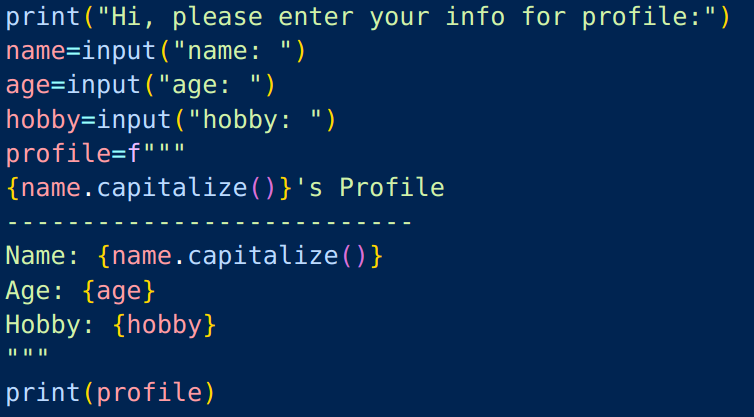 print("Hi, please enter your info for profile:")
name=input("name: ")
age=input("age: ")
hobby=input("hobby: ")
profile=f"""
{name.capitalize()}'s Profile
---------------------------
Name: {name.capitalize()}
Age: {age}
Hobby: {hobby}
"""
print(profile)